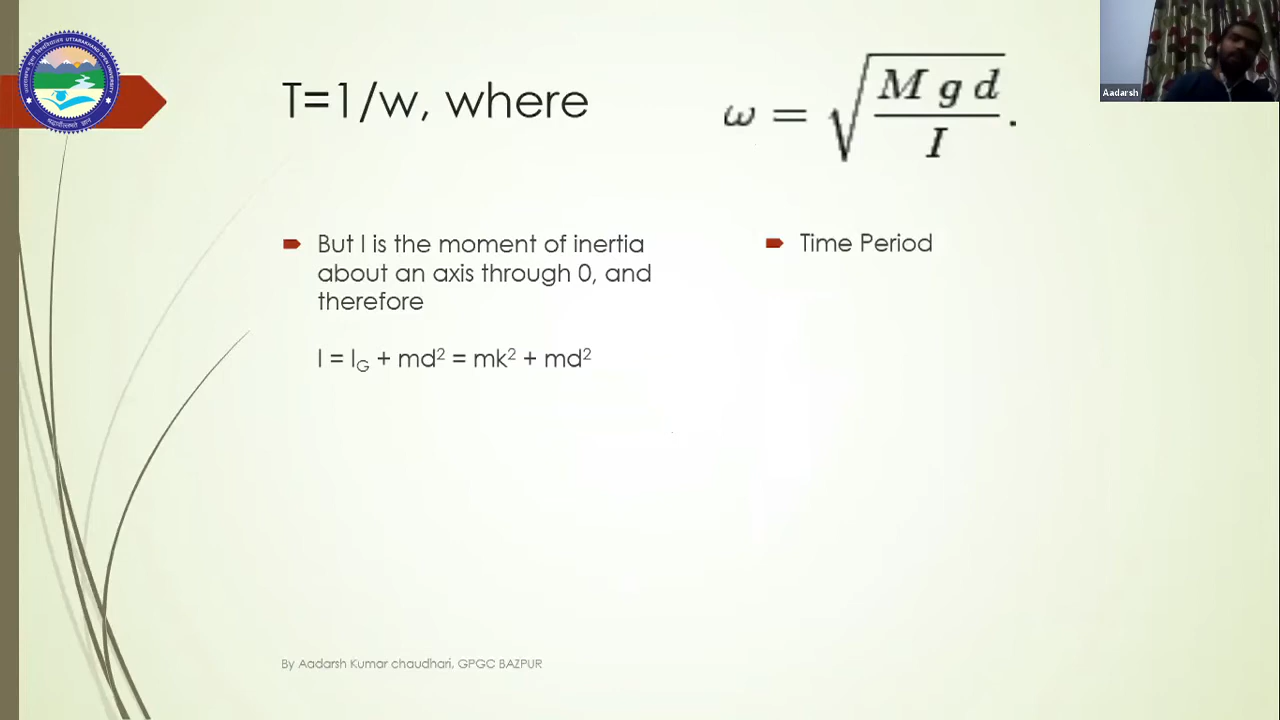 T=1/w, where
ω = √(M g d / I).
Aadarsh
But I is the moment of inertia
about an axis through 0, and
therefore
I = I_G + md² = mk² + md²
Time Period
By Aadarsh Kumar chaudhari, GPGC BAZPUR